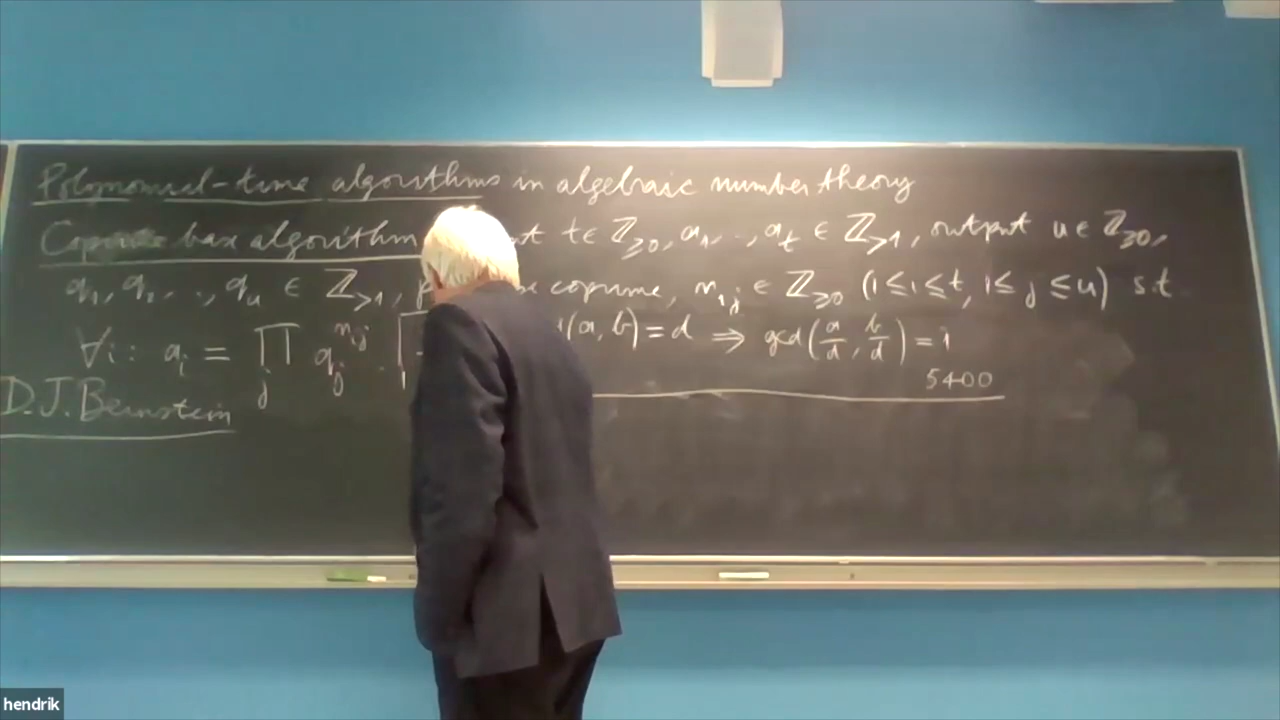 Polynomial-time algorithms in algebraic number theory
base algorithm t ∈ ℤ≥0, a1, .., at ∈ ℤ>1, output u ∈ ℤ≥0,
q1, q2, .., qu ∈ ℤ>1, coprime, nij ∈ ℤ≥0 (1≤i≤t, 1≤j≤u) s.t.
∀i: ai = ∏j qj^nij . (a, b) = d ⇒ gcd(a/d, b/d) = 1
5400
D.J. Bernstein
hendrik